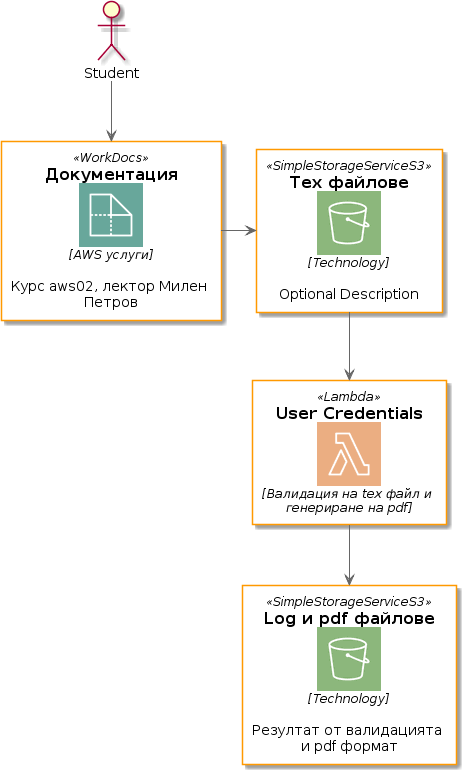 Student
«WorkDocs»
Документация
[AWS услуги]
Курс aws02, лектор Милен
Петров
«SimpleStorageServiceS3»
Тех файлове
[Technology]
Optional Description
«Lambda»
User Credentials
[Валидация на tex файл и
генериране на pdf]
«SimpleStorageServiceS3»
Log и pdf файлове
[Technology]
Резултат от валидацията
и pdf формат